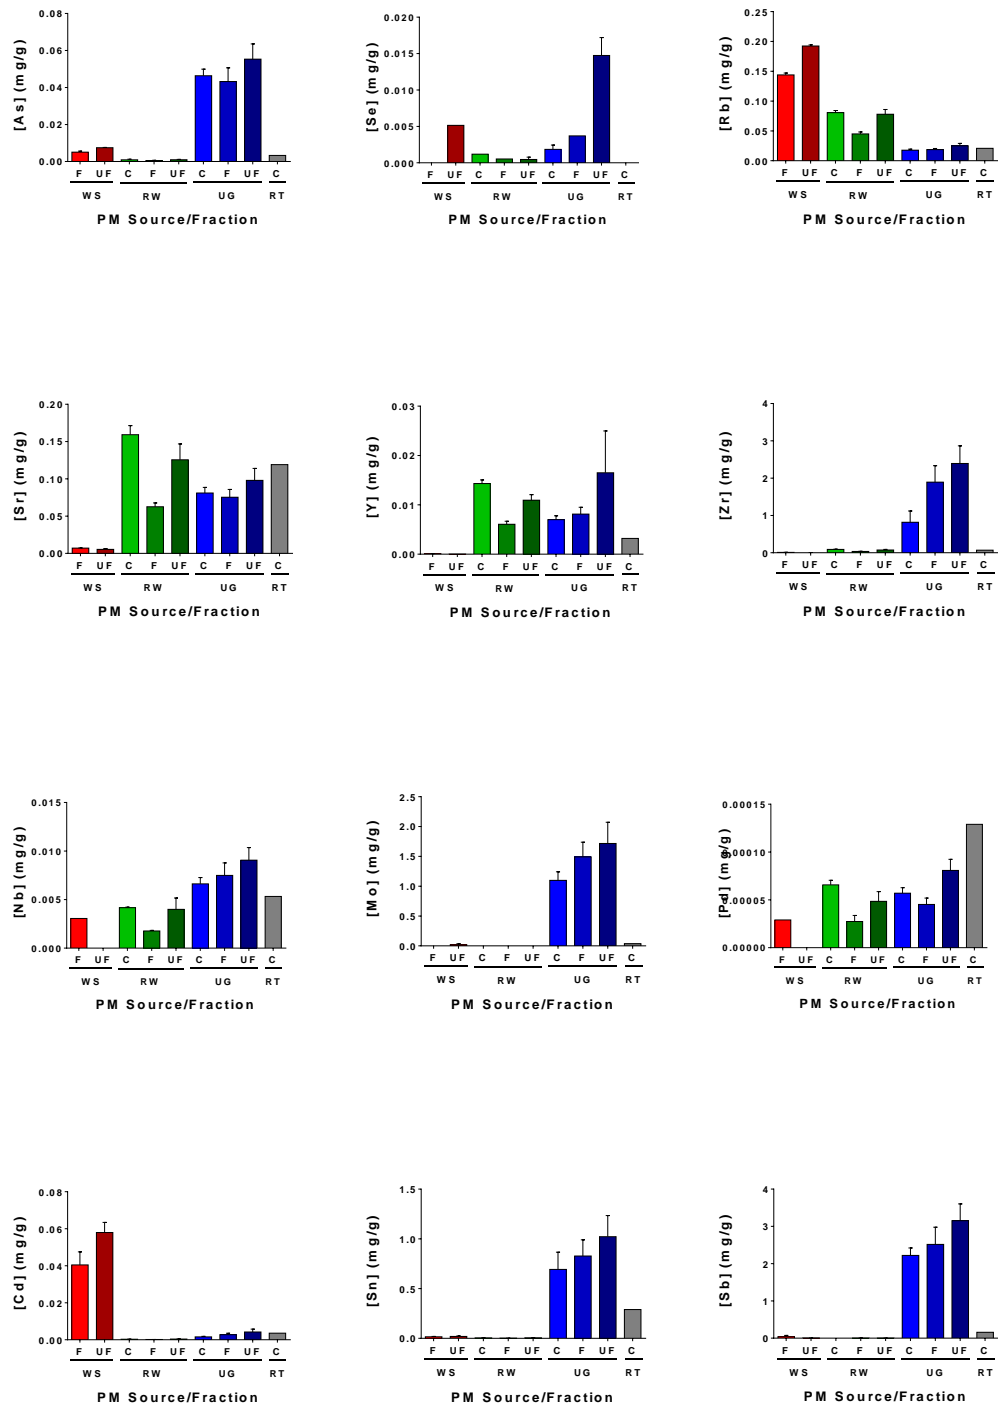 [As] (mg/g)
0.08
0.06
0.04
0.02
0.00
F UF C F UF C F UF C
WS RW UG RT
PM Source/Fraction
[Se] (mg/g)
0.020
0.015
0.010
0.005
0.000
F UF C F UF C F UF C
WS RW UG RT
PM Source/Fraction
[Rb] (mg/g)
0.25
0.20
0.15
0.10
0.05
0.00
F UF C F UF C F UF C
WS RW UG RT
PM Source/Fraction
[Sr] (mg/g)
0.20
0.15
0.10
0.05
0.00
F UF C F UF C F UF C
WS RW UG RT
PM Source/Fraction
[Y] (mg/g)
0.03
0.02
0.01
0.00
F UF C F UF C F UF C
WS RW UG RT
PM Source/Fraction
[Zr] (mg/g)
4
3
2
1
0
F UF C F UF C F UF C
WS RW UG RT
PM Source/Fraction
[Nb] (mg/g)
0.015
0.010
0.005
0.000
F UF C F UF C F UF C
WS RW UG RT
PM Source/Fraction
[Mo] (mg/g)
2.5
2.0
1.5
1.0
0.5
0.0
F UF C F UF C F UF C
WS RW UG RT
PM Source/Fraction
[Pd] (mg/g)
0.00015
0.00010
0.00005
0.00000
F UF C F UF C F UF C
WS RW UG RT
PM Source/Fraction
[Cd] (mg/g)
0.08
0.06
0.04
0.02
0.00
F UF C F UF C F UF C
WS RW UG RT
PM Source/Fraction
[Sn] (mg/g)
1.5
1.0
0.5
0.0
F UF C F UF C F UF C
WS RW UG RT
PM Source/Fraction
[Sb] (mg/g)
4
3
2
1
0
F UF C F UF C F UF C
WS RW UG RT
PM Source/Fraction